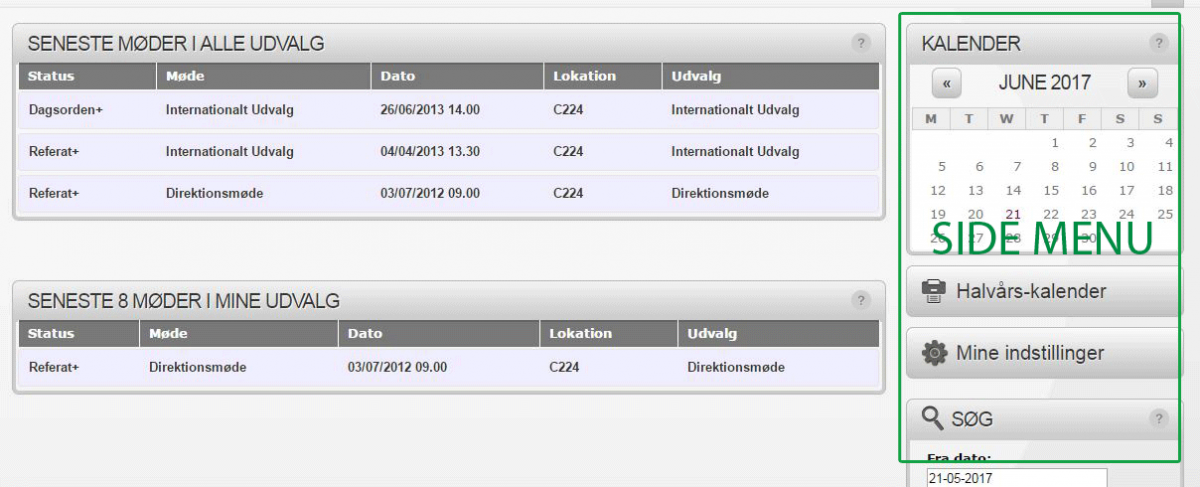 SENESTE MØDER I ALLE UDVALG ?
Status Møde Dato Lokation Udvalg
Dagsorden+ Internationalt Udvalg 26/06/2013 14.00 C224 Internationalt Udvalg
Referat+ Internationalt Udvalg 04/04/2013 13.30 C224 Internationalt Udvalg
Referat+ Direktionsmøde 03/07/2012 09.00 C224 Direktionsmøde
SENESTE 8 MØDER I MINE UDVALG ?
Status Møde Dato Lokation Udvalg
Referat+ Direktionsmøde 03/07/2012 09.00 C224 Direktionsmøde
KALENDER ?
« JUNE 2017 »
M T W T F S S
1 2 3 4
5 6 7 8 9 10 11
12 13 14 15 16 17 18
19 20 21 22 23 24 25
26 27 28 29 30
SIDE MENU
Halvårs-kalender
Mine indstillinger
SØG ?
Fra dato:
21-05-2017